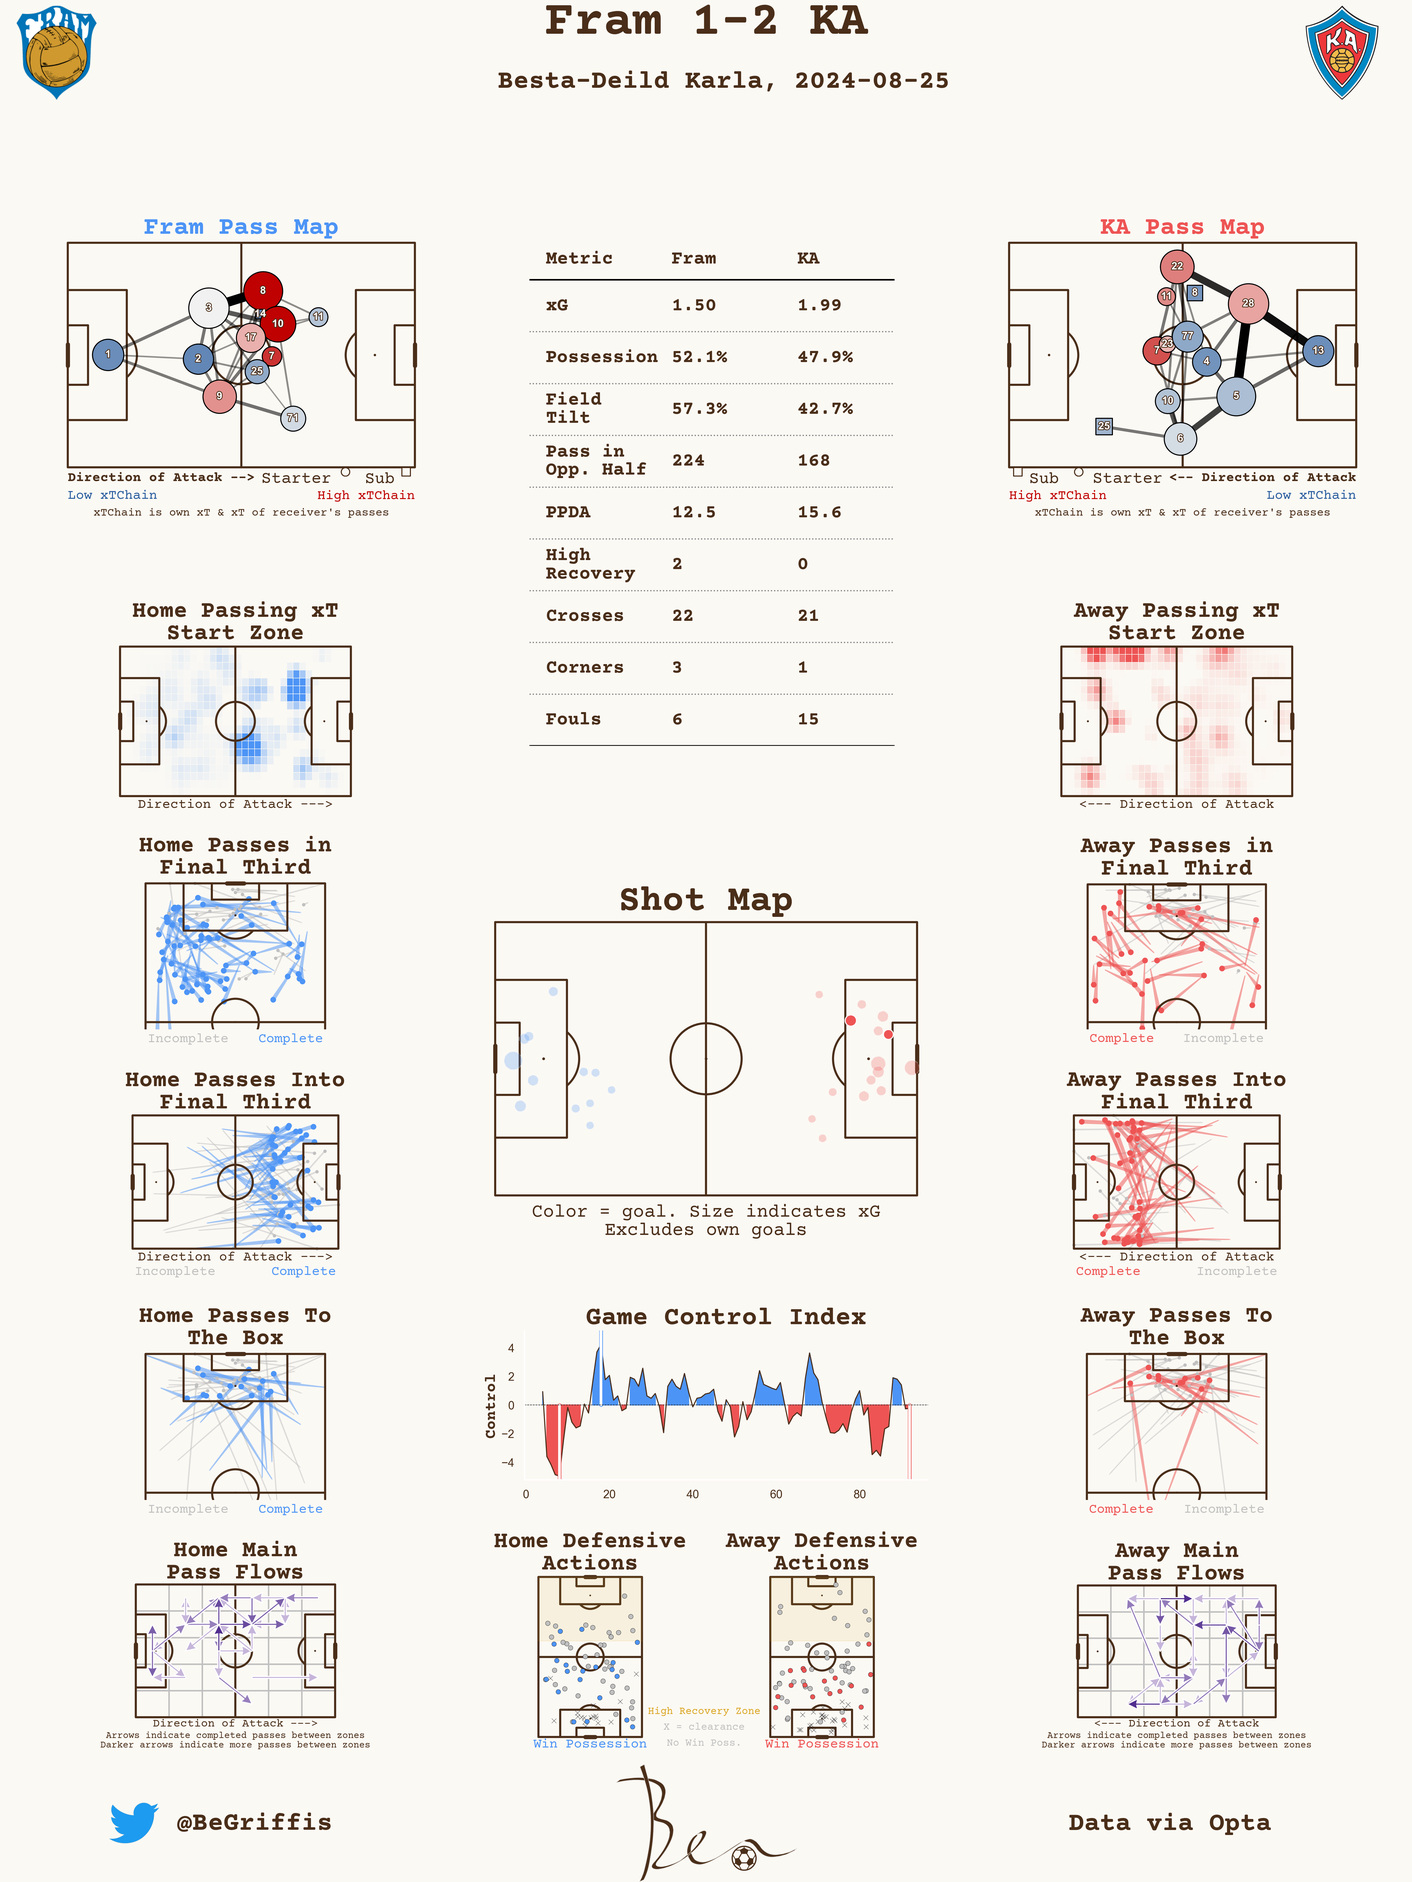 Fram 1-2 KA
Besta-Deild Karla, 2024-08-25
FRAM
KA
Fram Pass Map
8
3
14
11
10
17
1
2
7
25
9
71
Direction of Attack --> Starter Sub
Low xTChain High xTChain
xTChain is own xT & xT of receiver's passes
Metric Fram KA
xG 1.50 1.99
Possession 52.1% 47.9%
Field
Tilt 57.3% 42.7%
Pass in
Opp. Half 224 168
PPDA 12.5 15.6
High
Recovery 2 0
Crosses 22 21
Corners 3 1
Fouls 6 15
KA Pass Map
22
11
8
28
77
23
7
13
4
10
5
25
6
Sub Starter <-- Direction of Attack
High xTChain Low xTChain
xTChain is own xT & xT of receiver's passes
Home Passing xT
Start Zone
Direction of Attack --->
Away Passing xT
Start Zone
<--- Direction of Attack
Home Passes in
Final Third
Incomplete Complete
Shot Map
Color = goal. Size indicates xG
Excludes own goals
Away Passes in
Final Third
Complete Incomplete
Home Passes Into
Final Third
Direction of Attack --->
Incomplete Complete
Away Passes Into
Final Third
<--- Direction of Attack
Complete Incomplete
Home Passes To
The Box
Incomplete Complete
Game Control Index
Control
4
2
0
−2
−4
0 20 40 60 80
Away Passes To
The Box
Complete Incomplete
Home Main
Pass Flows
Direction of Attack --->
Arrows indicate completed passes between zones
Darker arrows indicate more passes between zones
Home Defensive
Actions
Win Possession
High Recovery Zone
X = clearance
No Win Poss.
Away Defensive
Actions
Win Possession
Away Main
Pass Flows
<--- Direction of Attack
Arrows indicate completed passes between zones
Darker arrows indicate more passes between zones
@BeGriffis
Ben
Data via Opta